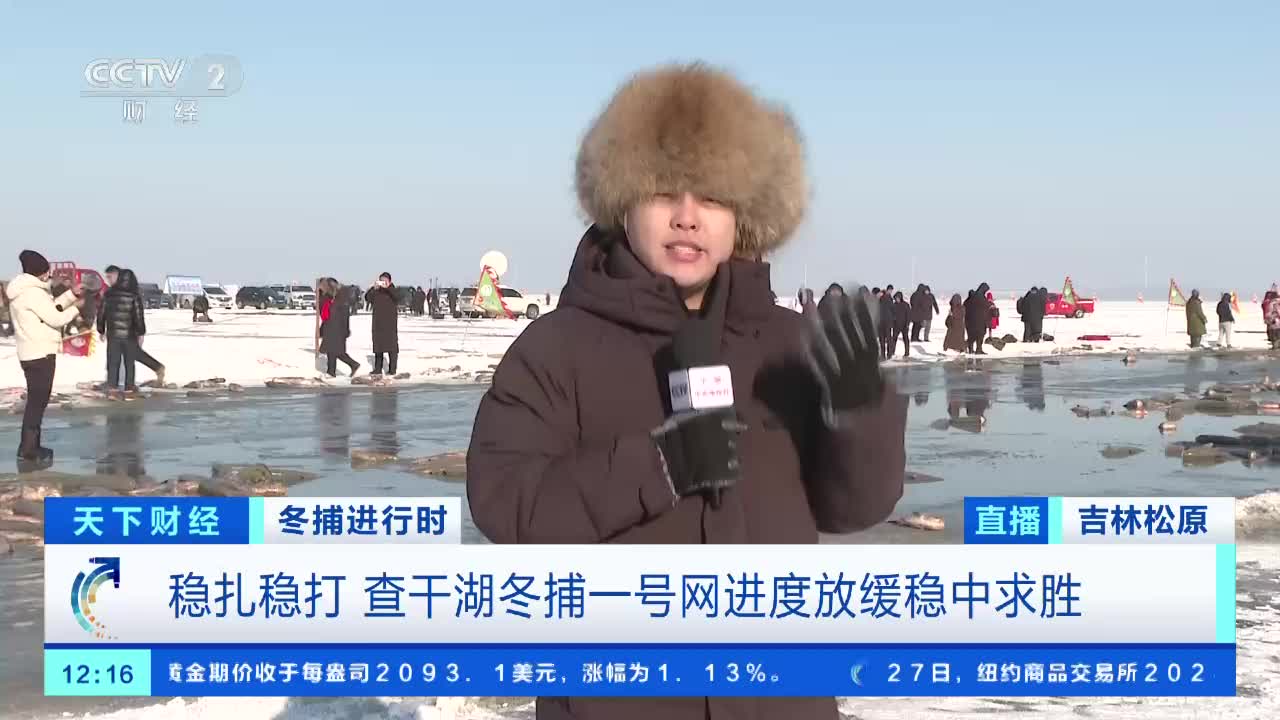 CCTV 2
财 经
天下财经
冬捕进行时
直播
吉林松原
稳扎稳打 查干湖冬捕一号网进度放缓稳中求胜
12:16
黄金期价收于每盎司2093.1美元，涨幅为1.13%。
27日，纽约商品交易所202